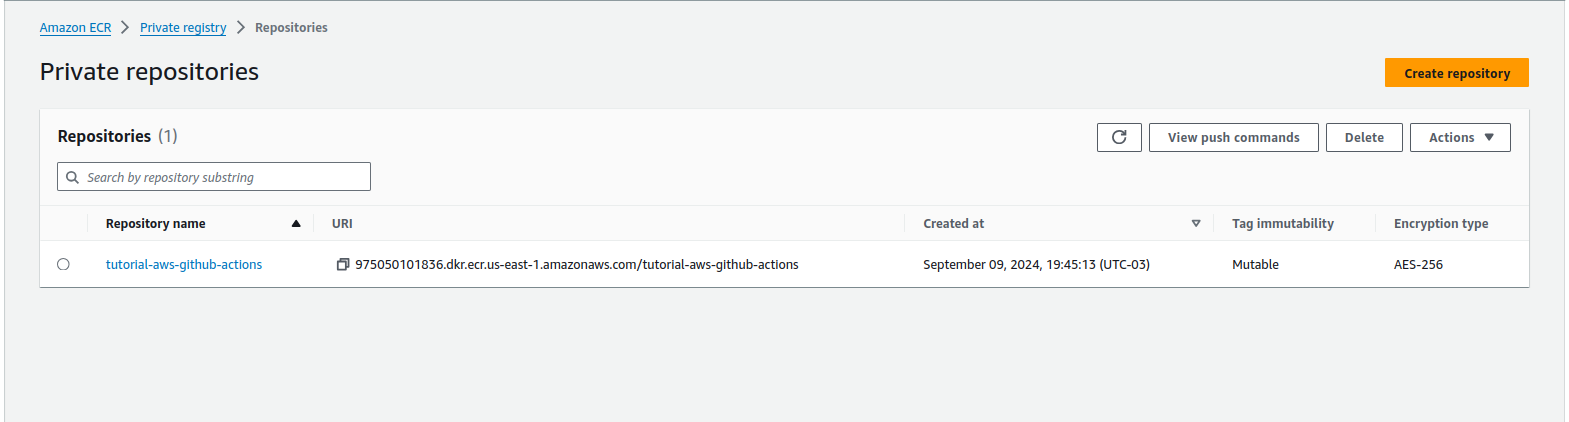 Amazon ECR > Private registry > Repositories
Private repositories
Create repository
Repositories (1)
View push commands
Delete
Actions
Search by repository substring
Repository name URI Created at Tag immutability Encryption type
tutorial-aws-github-actions 975050101836.dkr.ecr.us-east-1.amazonaws.com/tutorial-aws-github-actions September 09, 2024, 19:45:13 (UTC-03) Mutable AES-256